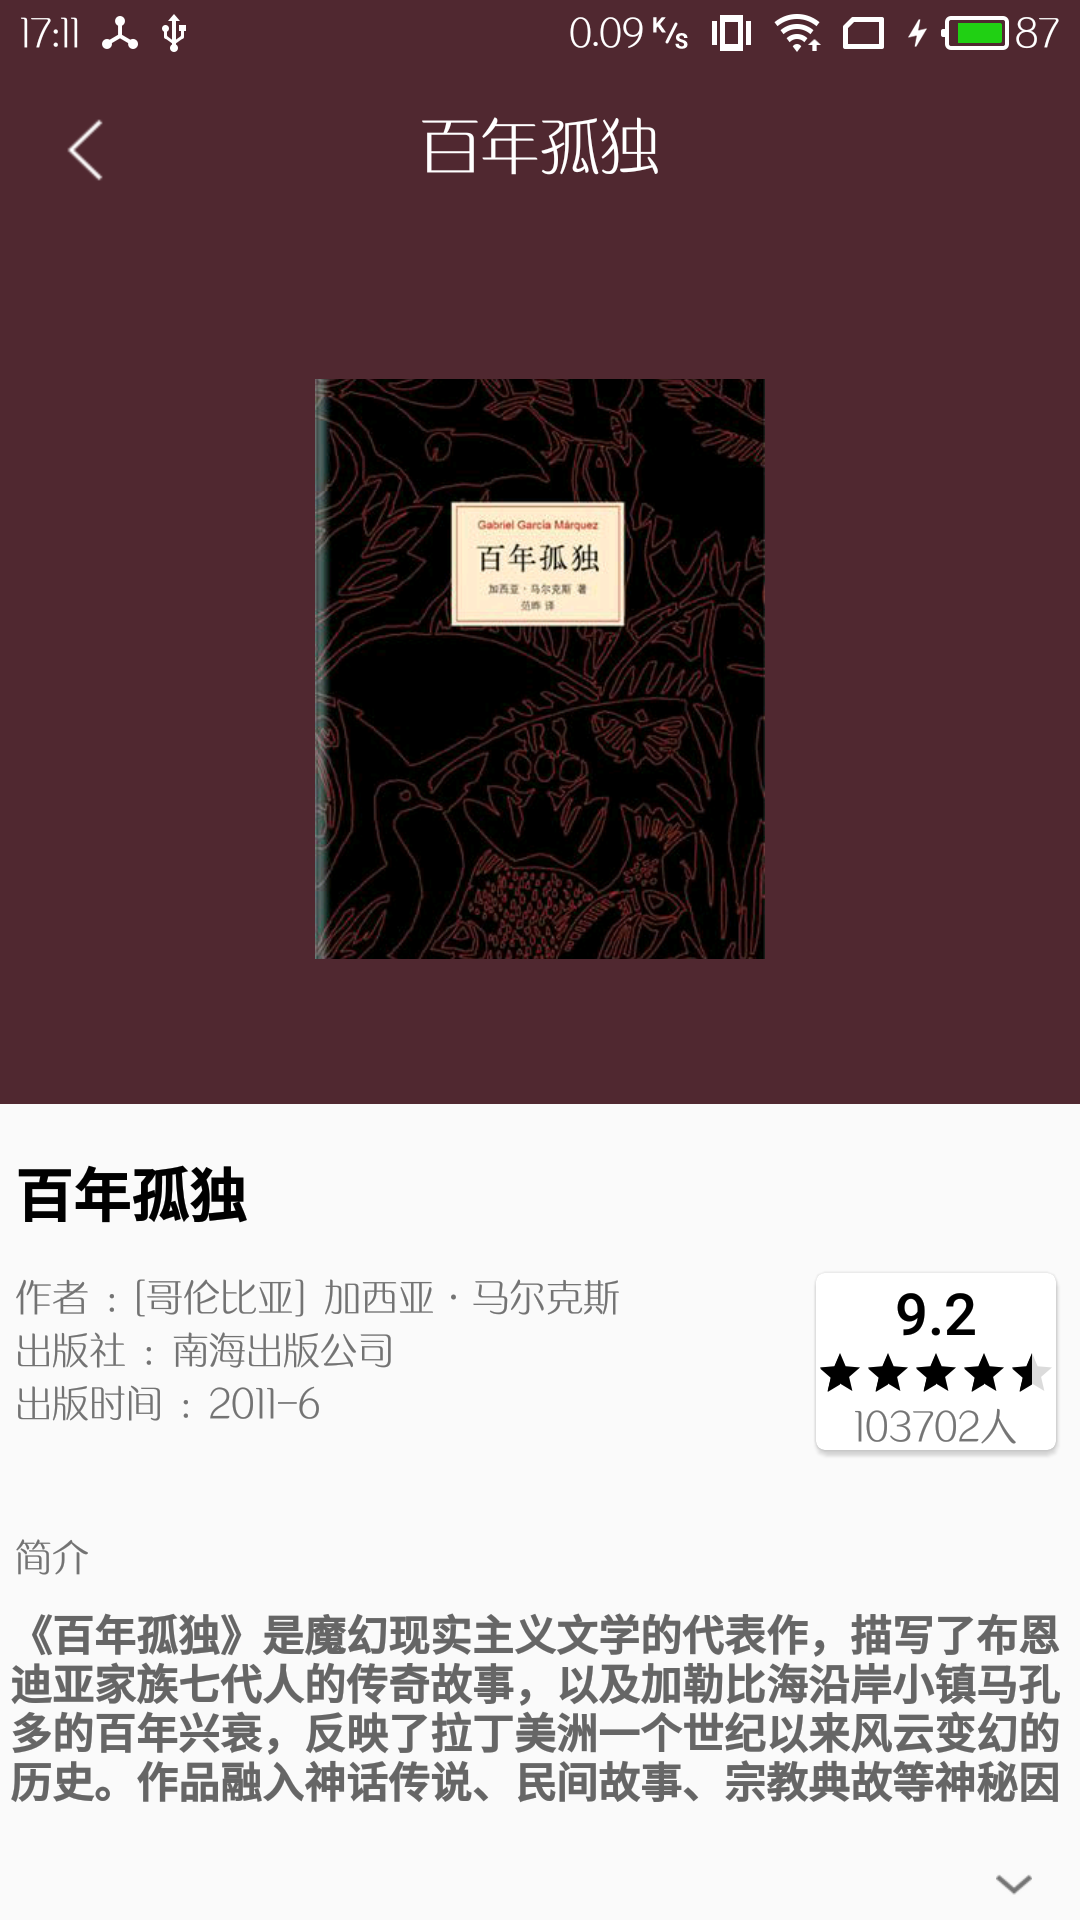 17:11 0.09 K/s 87
百年孤独
Gabriel García Márquez
百年孤独
加西亚·马尔克斯 著
范晔 译
百年孤独
作者 : [哥伦比亚] 加西亚·马尔克斯
出版社 : 南海出版公司
出版时间 : 2011-6
9.2
103702人
简介
《百年孤独》是魔幻现实主义文学的代表作，描写了布恩
迪亚家族七代人的传奇故事，以及加勒比海沿岸小镇马孔
多的百年兴衰，反映了拉丁美洲一个世纪以来风云变幻的
历史。作品融入神话传说、民间故事、宗教典故等神秘因